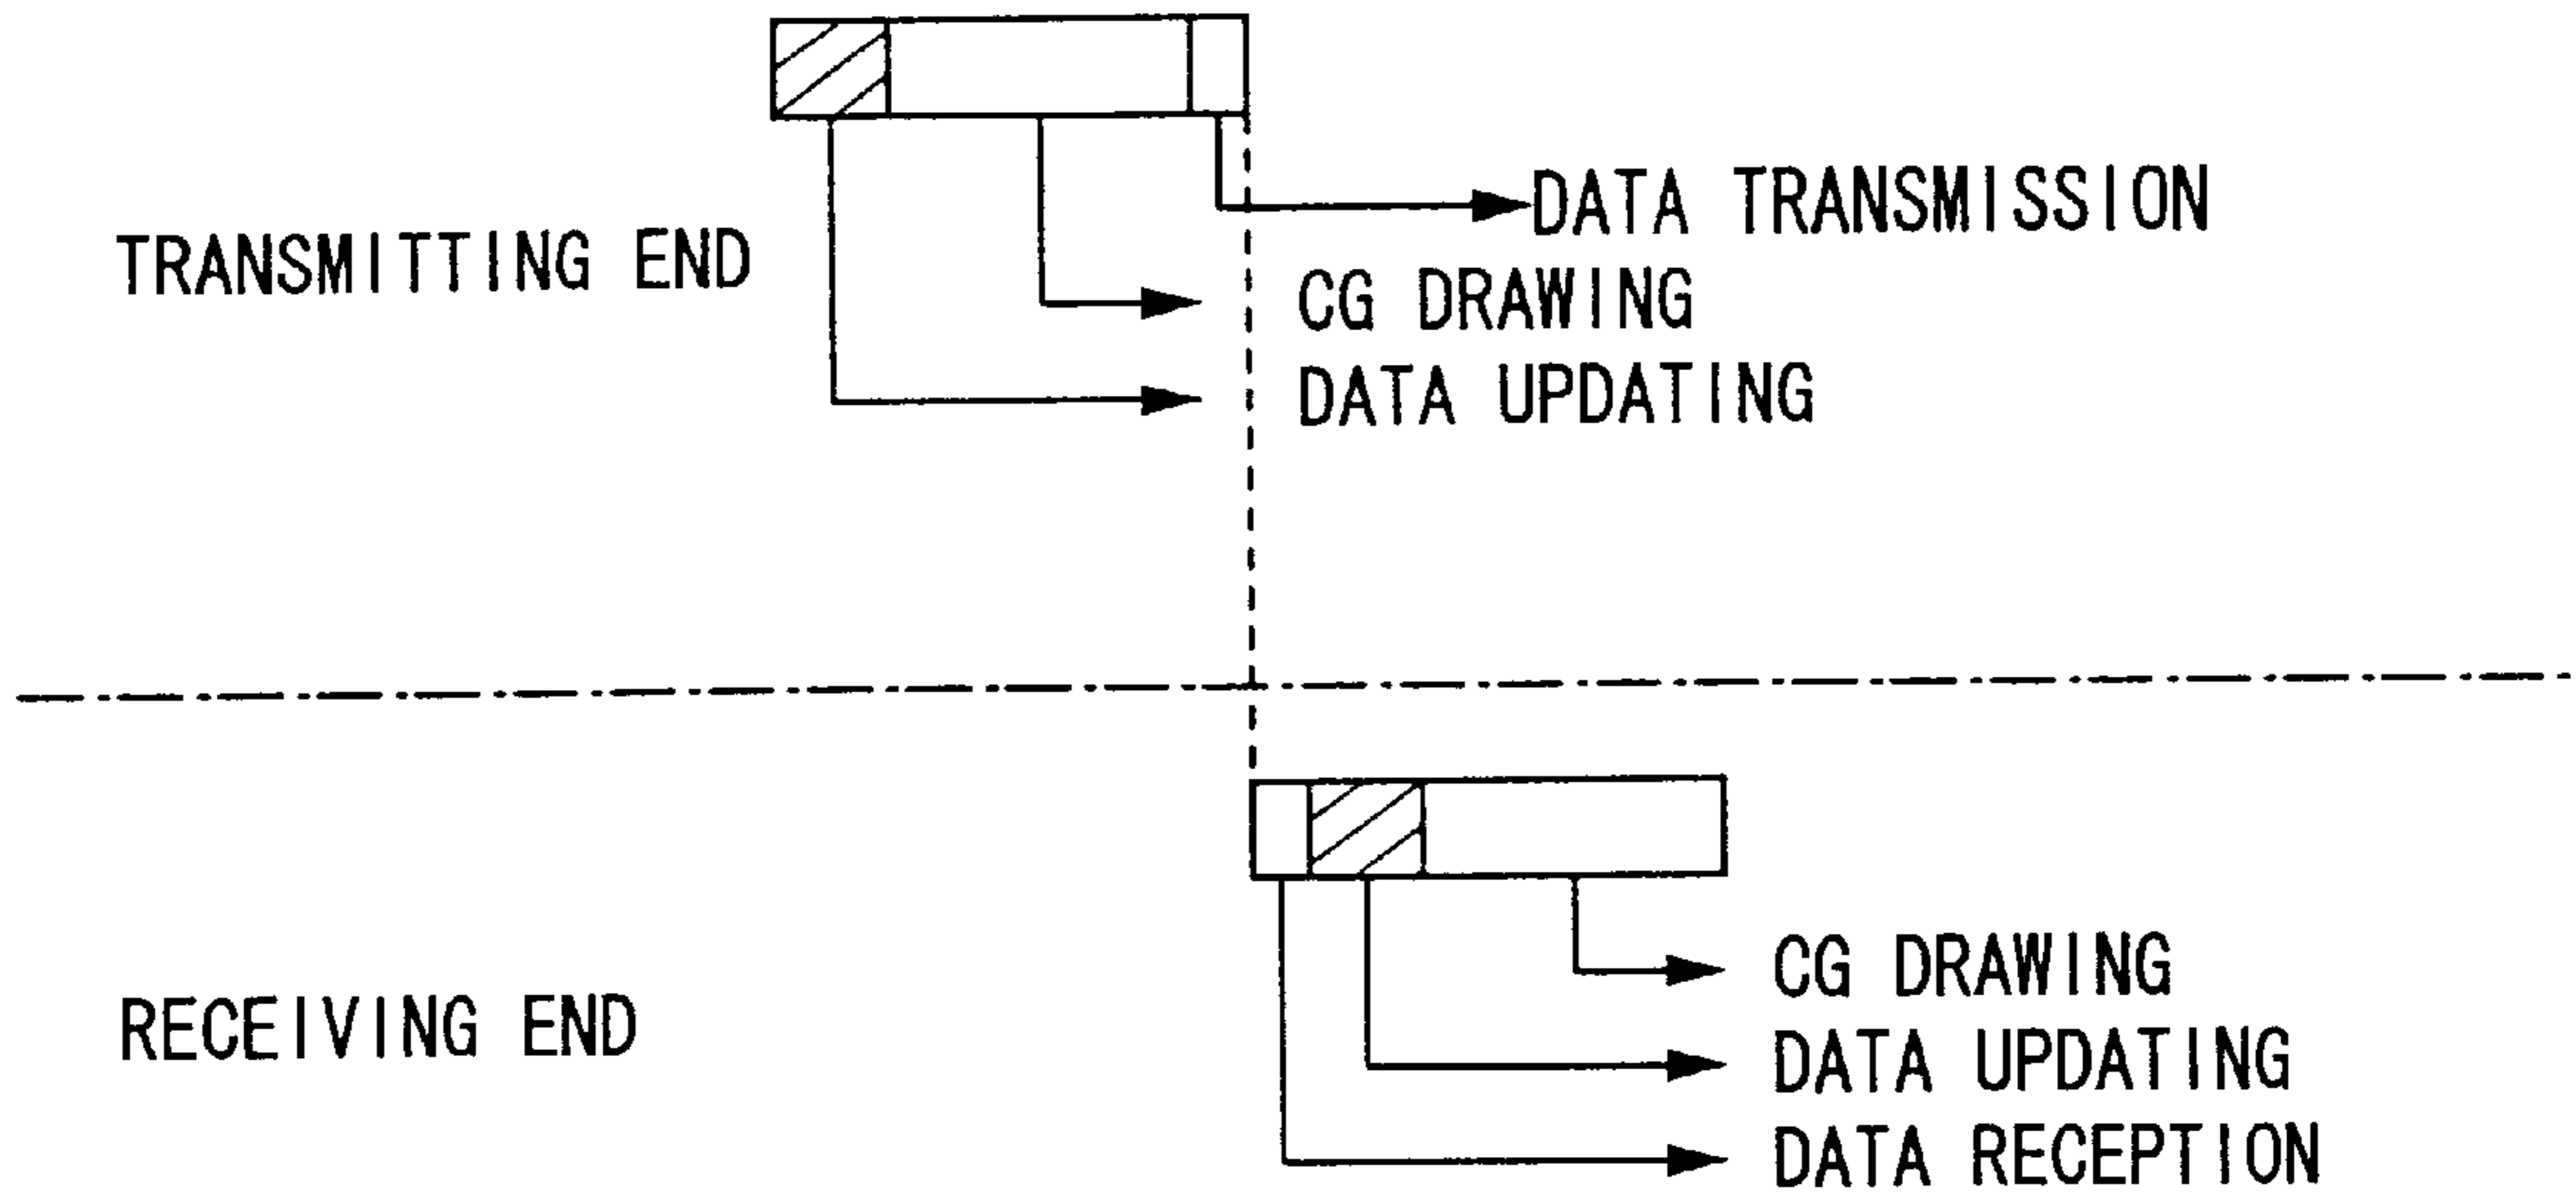 DATA TRANSMISSION
TRANSMITTING END
CG DRAWING
DATA UPDATING
CG DRAWING
RECEIVING END
DATA UPDATING
DATA RECEPTION